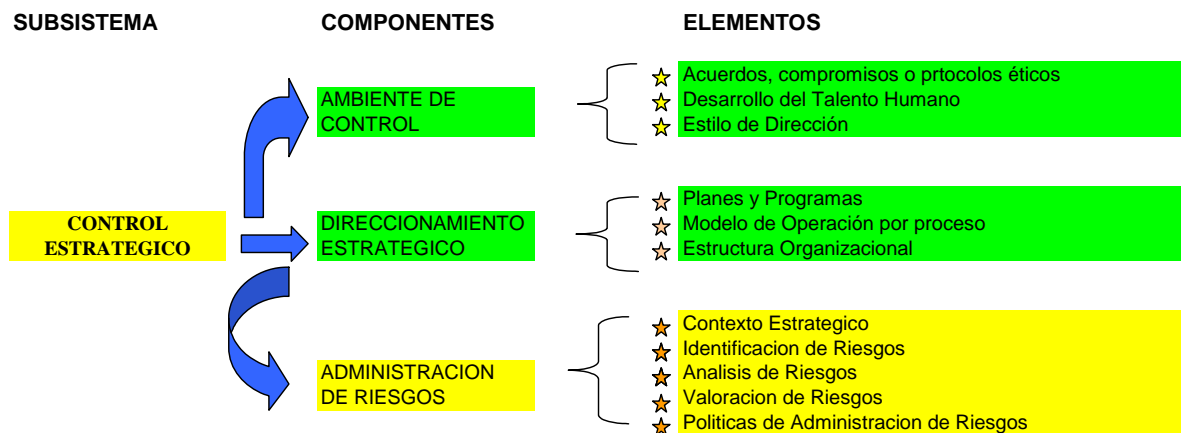 SUBSISTEMA COMPONENTES ELEMENTOS
AMBIENTE DE
CONTROL
Acuerdos, compromisos o prtocolos éticos
Desarrollo del Talento Humano
Estilo de Dirección
CONTROL
ESTRATEGICO
DIRECCIONAMIENTO
ESTRATEGICO
Planes y Programas
Modelo de Operación por proceso
Estructura Organizacional
ADMINISTRACION
DE RIESGOS
Contexto Estrategico
Identificacion de Riesgos
Analisis de Riesgos
Valoracion de Riesgos
Politicas de Administracion de Riesgos